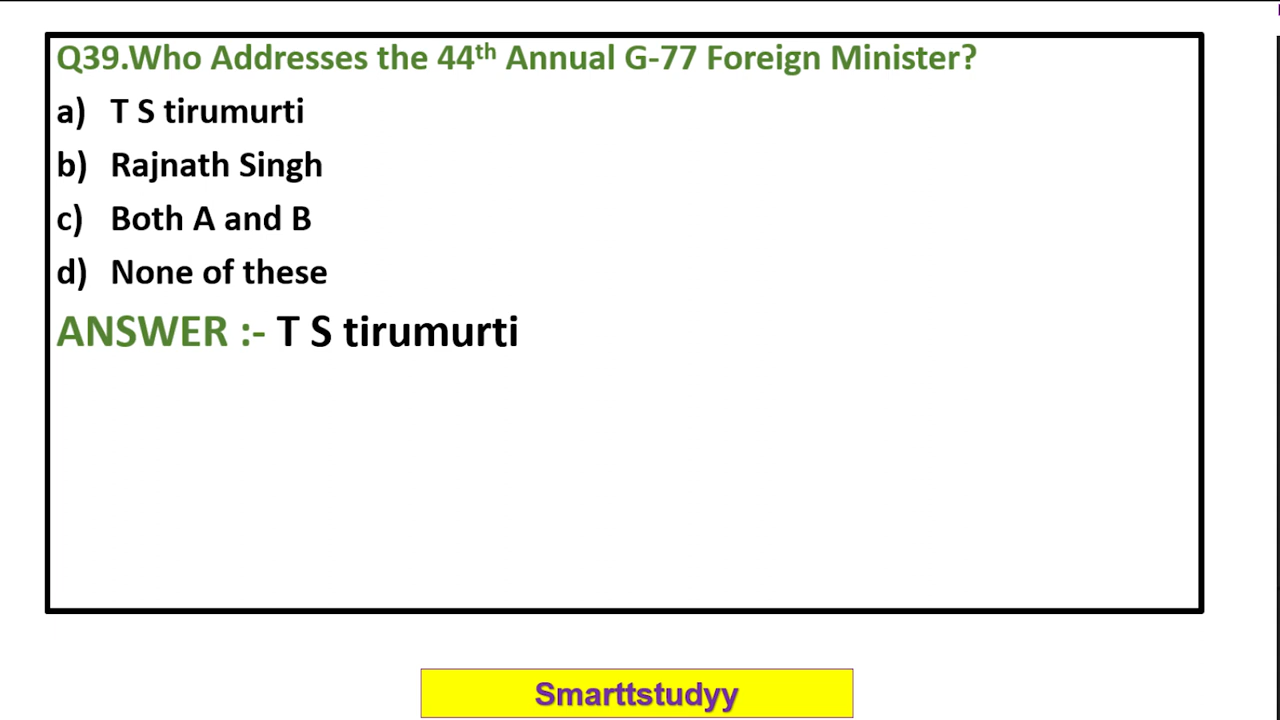 Q39.Who Addresses the 44th Annual G-77 Foreign Minister?
a) T S tirumurti
b) Rajnath Singh
c) Both A and B
d) None of these
ANSWER :- T S tirumurti
Smarttstudyy